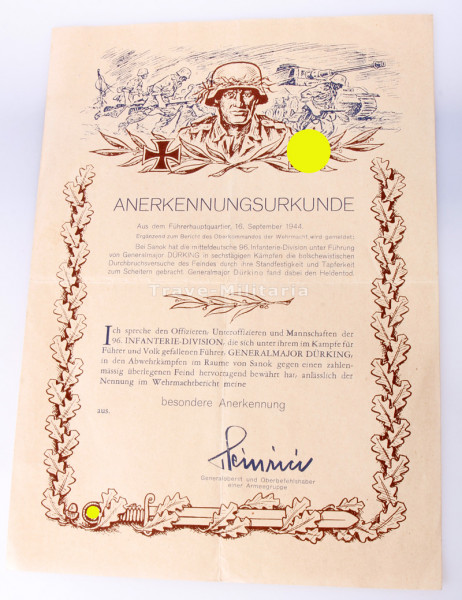 ANERKENNUNGSURKUNDE
Aus dem Führerhauptquartier, 16. September 1944.
(Ergänzend zum Bericht des Oberkommandos der Wehrmacht wird gemeldet)
Bei Sanok hat die mitteldeutsche 96. Infanterie-Division unter Führung
von Generalmajor DÜRKING in sechstägigen Kämpfen die bolschewistischen
Durchbruchsversuche des Feindes durch ihre Standfestigkeit und Tapferkeit
zum Scheitern gebracht. Generalmajor Dürking fand dabei den Heldentod
Trave-Militaria
Ich spreche den Offizieren, Unteroffizieren und Mannschaften der
96. INFANTERIE-DIVISION, die sich unter ihrem im Kampfe für
Führer und Volk gefallenen Führer, GENERALMAJOR DÜRKING,
in den Abwehrkämpfen im Raume von Sanok gegen einen zahlen-
mässig überlegenen Feind hervorragend bewährt hat, anlässlich der
Nennung im Wehrmachtbericht meine
besondere Anerkennung
aus.
Generaloberst und Oberbefehlshaber
einer Armeegruppe